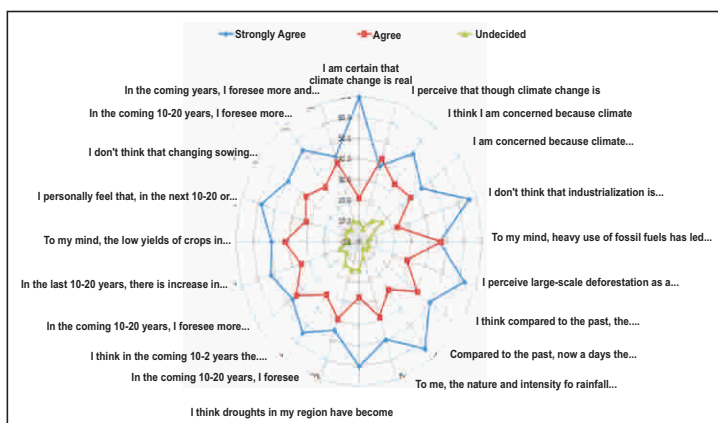 Strongly Agree
Agree
Undecided
I am certain that
climate change is real
In the coming years, I foresee more and...
I perceive that though climate change is
In the coming 10-20 years, I foresee more...
I think I am concerned because climate
I am concerned because climate...
I don't think that changing sowing...
I personally feel that, in the next 10-20 or...
I don't think that industrialization is...
To my mind, the low yields of crops in...
To my mind, heavy use of fossil fuels has led...
In the last 10-20 years, there is increase in...
I perceive large-scale deforestation as a...
In the coming 10-20 years, I foresee more...
I think compared to the past, the....
I think in the coming 10-2 years the....
Compared to the past, now a days the...
In the coming 10-20 years, I foresee
To me, the nature and intensity fo rainfall...
I think droughts in my region have become